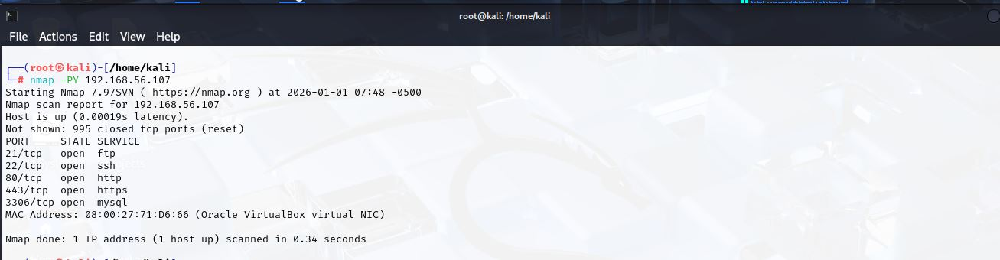 root@kali: /home/kali
File Actions Edit View Help
┌──(root㉿kali)-[/home/kali]
└─# nmap -PY 192.168.56.107
Starting Nmap 7.97SVN ( https://nmap.org ) at 2026-01-01 07:48 -0500
Nmap scan report for 192.168.56.107
Host is up (0.00019s latency).
Not shown: 995 closed tcp ports (reset)
PORT     STATE SERVICE
21/tcp   open  ftp
22/tcp   open  ssh
80/tcp   open  http
443/tcp  open  https
3306/tcp open  mysql
MAC Address: 08:00:27:71:D6:66 (Oracle VirtualBox virtual NIC)
Nmap done: 1 IP address (1 host up) scanned in 0.34 seconds